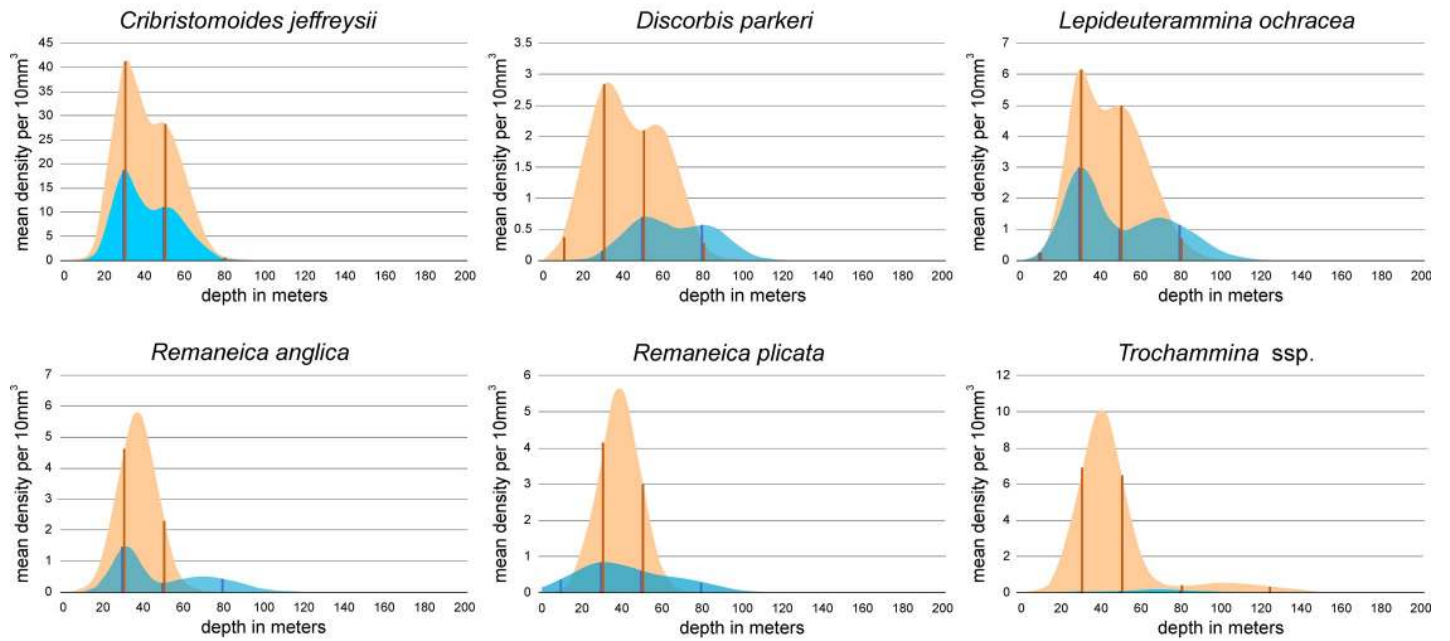 Cribristomoides jeffreysii
mean density per 10mm³
45
40
35
30
25
20
15
10
5
0
0 20 40 60 80 100 120 140 160 180 200
depth in meters
Discorbis parkeri
mean density per 10mm³
3.5
3
2.5
2
1.5
1
0.5
0
0 20 40 60 80 100 120 140 160 180 200
depth in meters
Lepideuterammina ochracea
mean density per 10mm³
7
6
5
4
3
2
1
0
0 20 40 60 80 100 120 140 160 180 200
depth in meters
Remaneica anglica
mean density per 10mm³
7
6
5
4
3
2
1
0
0 20 40 60 80 100 120 140 160 180 200
depth in meters
Remaneica plicata
mean density per 10mm³
6
5
4
3
2
1
0
0 20 40 60 80 100 120 140 160 180 200
depth in meters
Trochammina ssp.
mean density per 10mm³
12
10
8
6
4
2
0
0 20 40 60 80 100 120 140 160 180 200
depth in meters